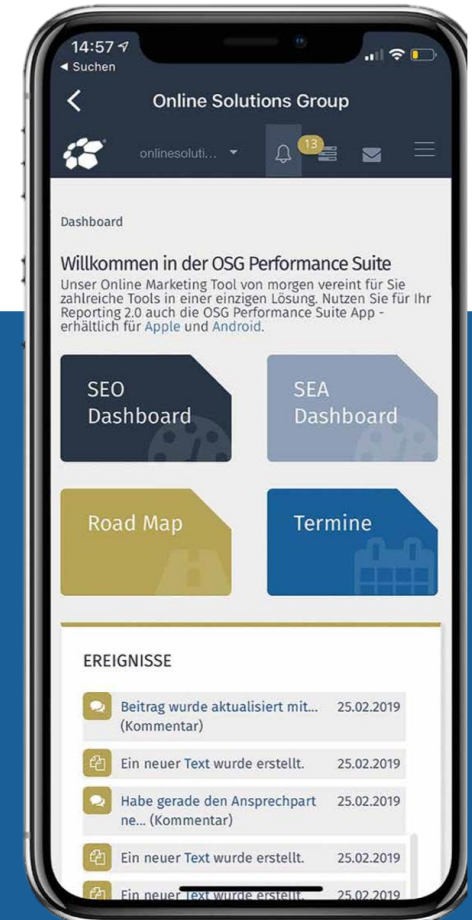 14:57
◄ Suchen
Online Solutions Group
onlinesoluti...
13
Dashboard
Willkommen in der OSG Performance Suite
Unser Online Marketing Tool von morgen vereint für Sie
zahlreiche Tools in einer einzigen Lösung. Nutzen Sie für Ihr
Reporting 2.0 auch die OSG Performance Suite App -
erhältlich für Apple und Android.
SEO
Dashboard
SEA
Dashboard
Road Map
Termine
EREIGNISSE
Beitrag wurde aktualisiert mit... 25.02.2019
(Kommentar)
Ein neuer Text wurde erstellt. 25.02.2019
Habe gerade den Ansprechpart 25.02.2019
ne... (Kommentar)
Ein neuer Text wurde erstellt. 25.02.2019
Ein neuer Text wurde erstellt. 25.02.2019